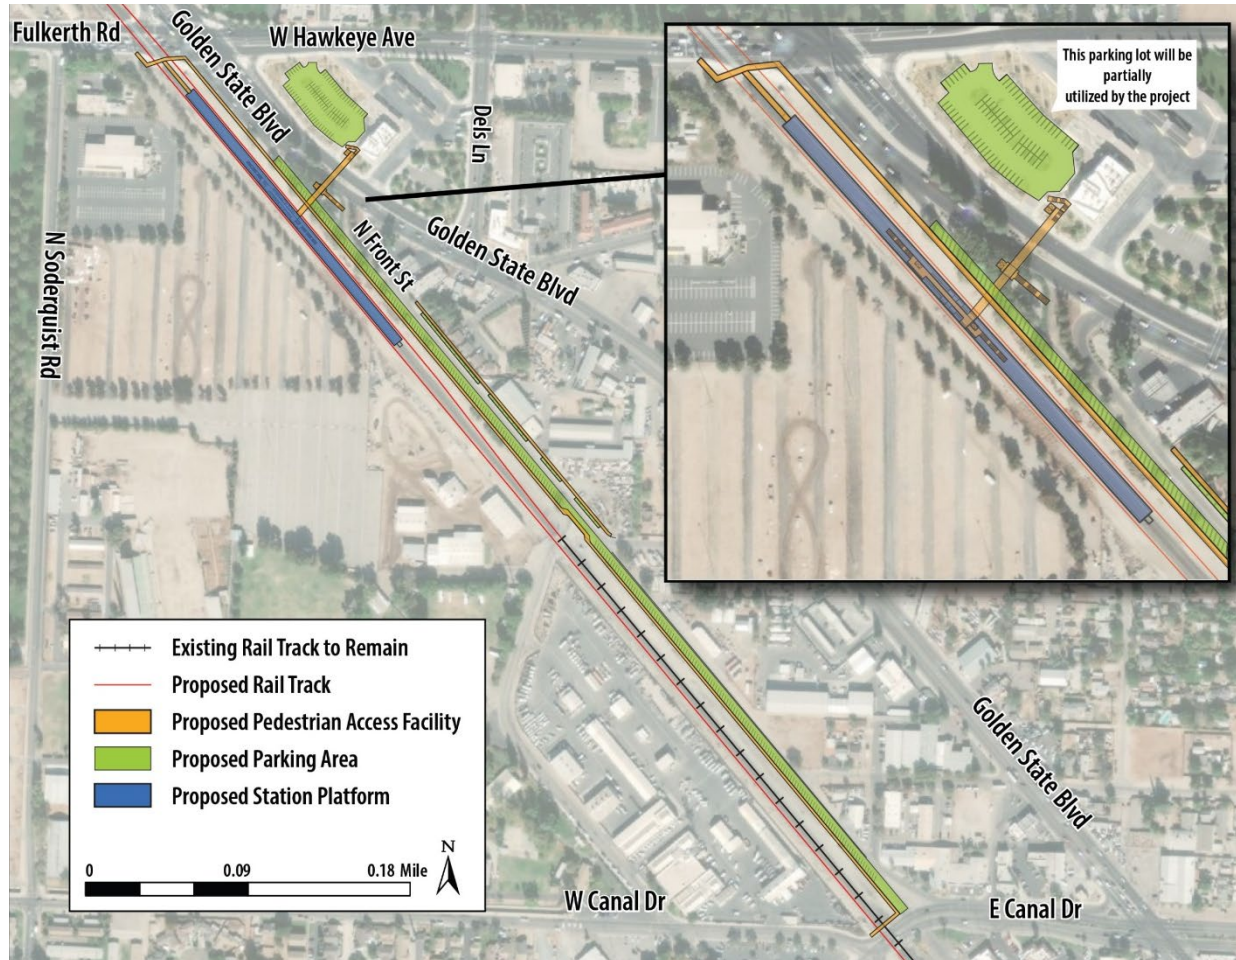 Fulkerth Rd
Golden State Blvd
W Hawkeye Ave
Dels Ln
N Soderquist Rd
N Front St
Golden State Blvd
This parking lot will be
partially
utilized by the project
Existing Rail Track to Remain
Proposed Rail Track
Proposed Pedestrian Access Facility
Proposed Parking Area
Proposed Station Platform
N
0 0.09 0.18 Mile
Golden State Blvd
W Canal Dr
E Canal Dr